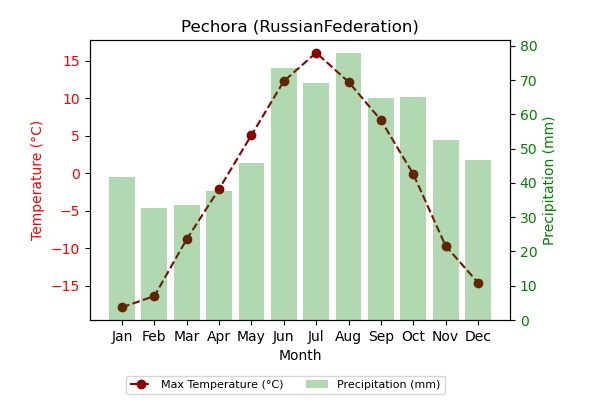 Pechora (RussianFederation)
Temperature (°C)
15
10
5
0
−5
−10
−15
80
70
60
50
40
30
20
10
0
Precipitation (mm)
Jan Feb Mar Apr May Jun Jul Aug Sep Oct Nov Dec
Month
Max Temperature (°C) Precipitation (mm)